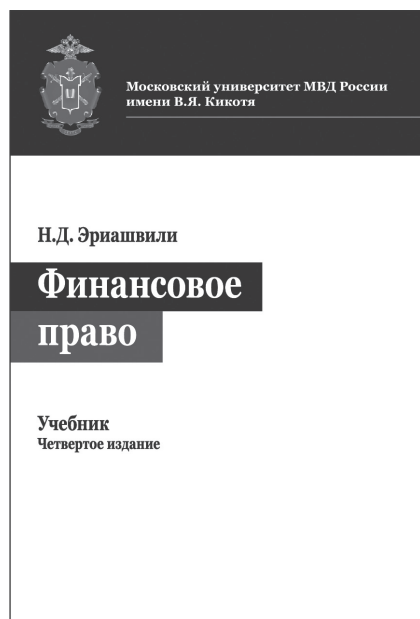 Московский университет МВД России
имени В.Я. Кикотя
Н.Д. Эриашвили
Финансовое
право
Учебник
Четвертое издание